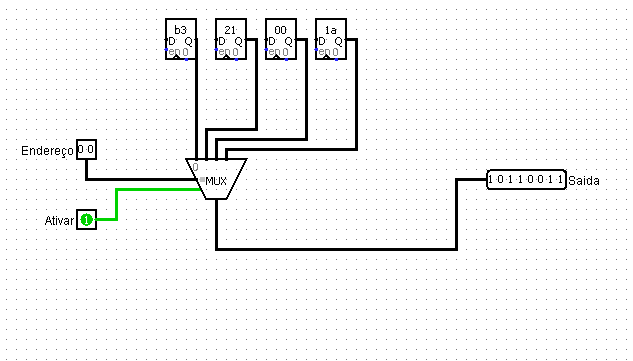 b3 21 00 1a
D Q D Q D Q D Q
en 0 en 0 en 0 en 0
Endereço 0 0
0
MUX
1 0 1 1 0 0 1 1 Saida
Ativar 1